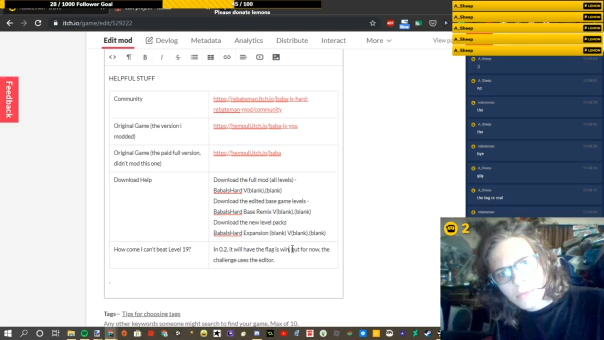 28 / 1000 Follower Goal
/ 100
Please donate lemons
itch.io/game/edit/529222
Edit mod
Devlog
Metadata
Analytics
Distribute
Interact
More
View
HELPFUL STUFF
Community
https://rebateman.itch.io/baba-is-hard-
rebateman-mod/community
Original Game (the version i
modded)
https://hempuli.itch.io/baba-is-you
Original Game (the paid full version,
didn't mod this one)
https://hempuli.itch.io/baba
Download Help
Download the full mod (all levels) -
BabaIsHard V(blank).(blank)
Download the edited base game levels -
BabaIsHard Base Remix V(blank).(blank)
Download the new level packs
BabaIsHard Expansion (blank) V(blank).(blank)
How come I can't beat Level 19?
In 0.2, it will have the flag is win, but for now, the
challenge uses the editor.
.
Tags — Tips for choosing tags
Any other keywords someone might search to find your game. Max of 10.
Feedback
A_Sheep
A_Sheep
A_Sheep
A_Sheep
A_Sheep
A_Sheep
A_Sheep
no
the
A_Sheep
the
bye
A_Sheep
A_Sheep
2